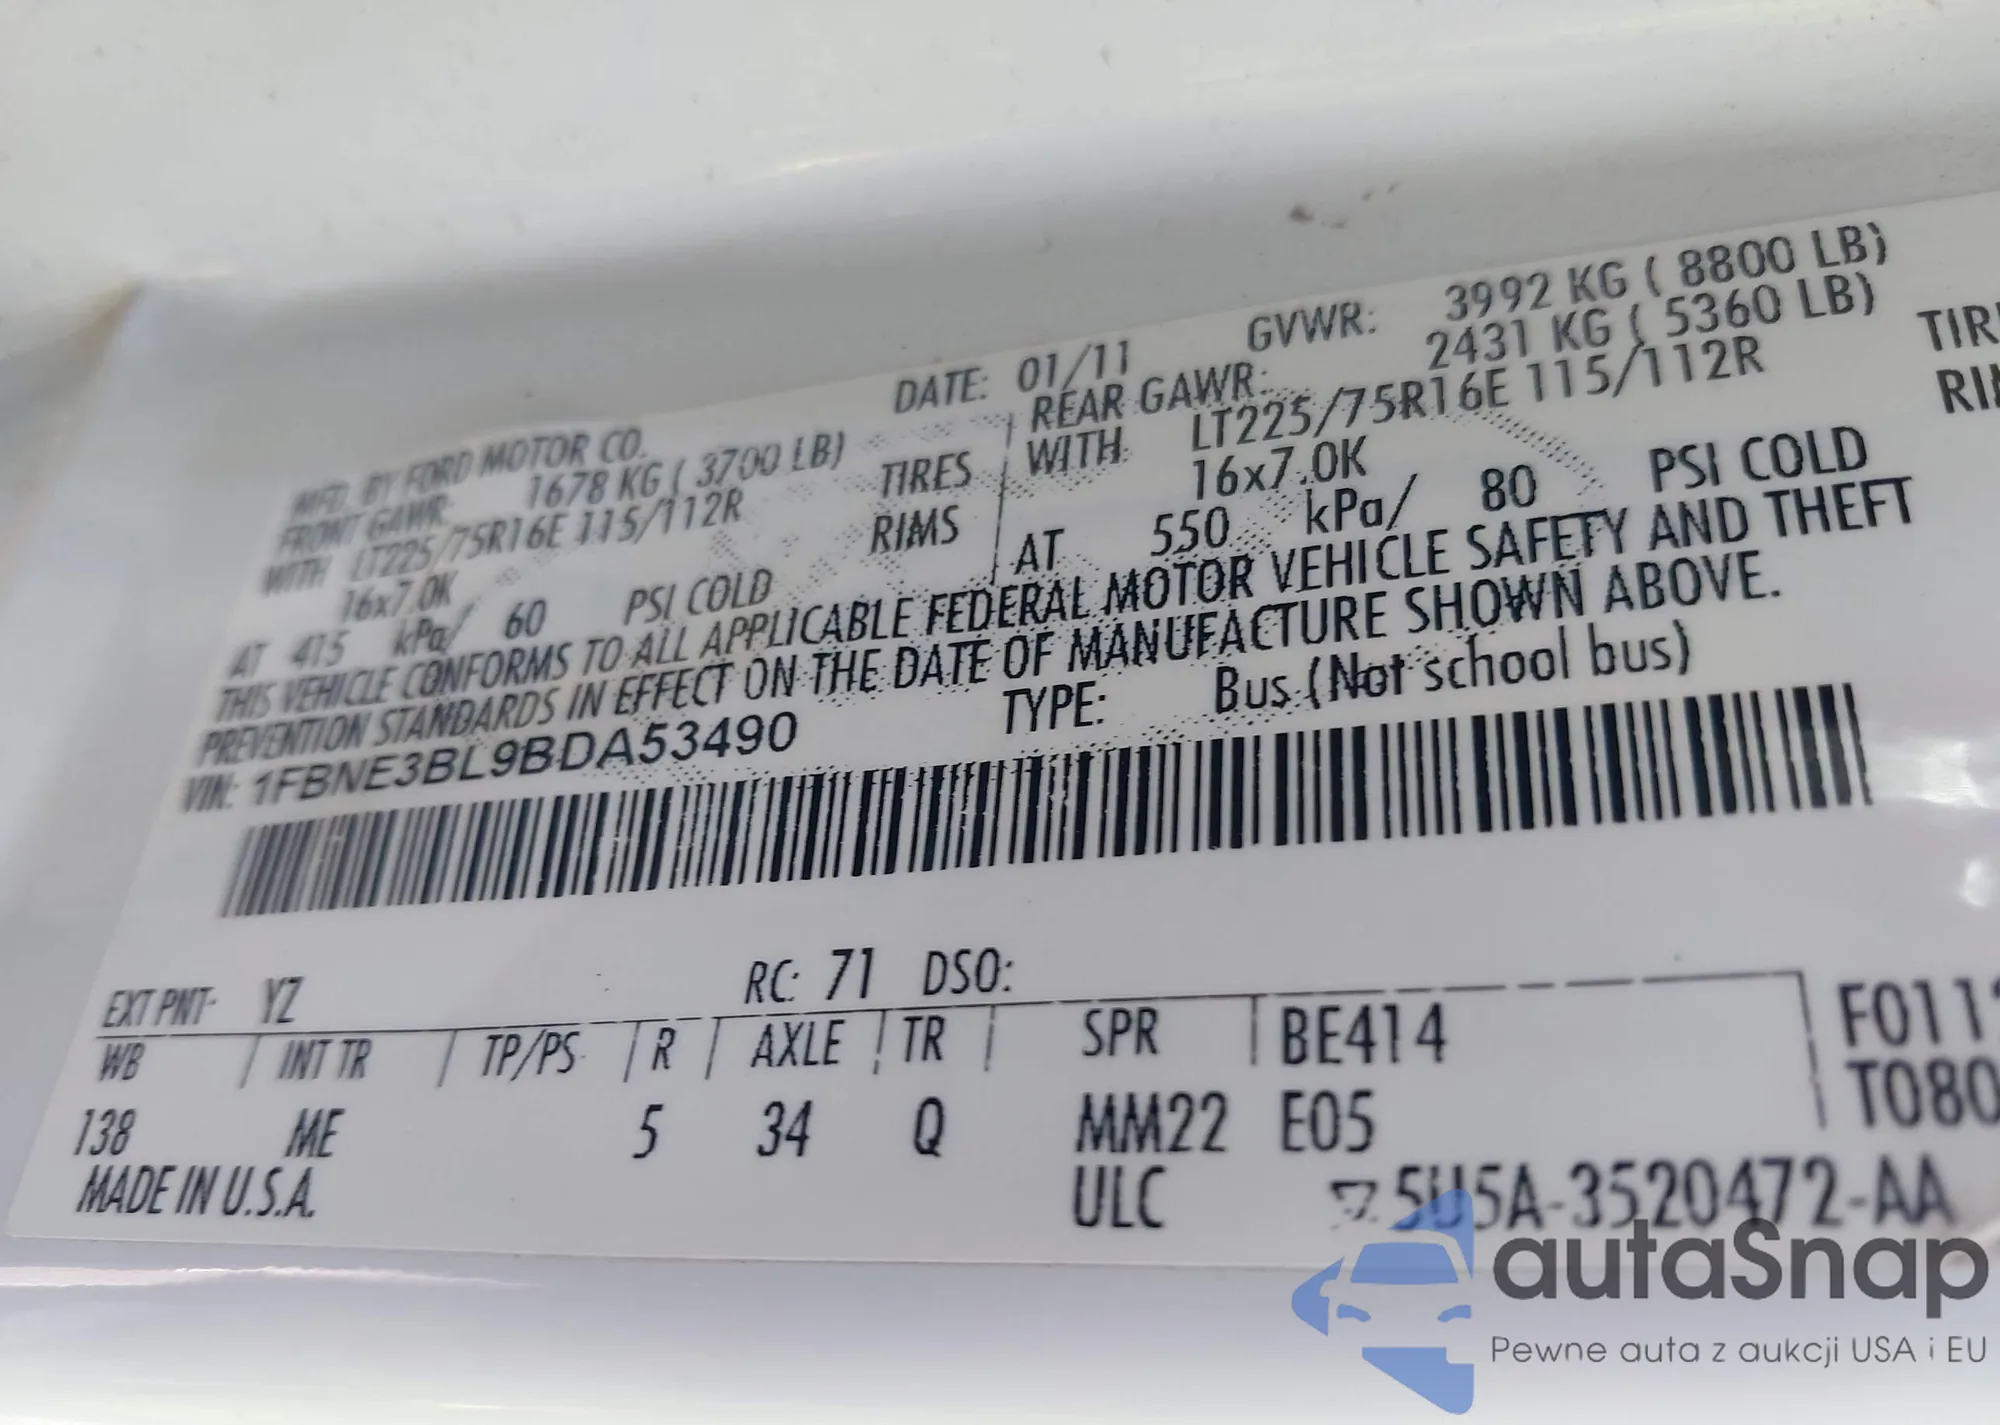 MFD. BY FORD MOTOR CO. DATE: 01/11 GVWR: 3992 KG ( 8800 LB)
FRONT GAWR: 1678 KG ( 3700 LB) REAR GAWR: 2431 KG ( 5360 LB)
WITH LT225/75R16E 115/112R TIRES WITH LT225/75R16E 115/112R
16x7.0K RIMS 16x7.0K
AT 415 kPa/ 60 PSI COLD AT 550 kPa/ 80 PSI COLD
THIS VEHICLE CONFORMS TO ALL APPLICABLE FEDERAL MOTOR VEHICLE SAFETY AND THEFT
PREVENTION STANDARDS IN EFFECT ON THE DATE OF MANUFACTURE SHOWN ABOVE.
VIN: 1FBNE3BL9BDA53490 TYPE: Bus (Not school bus)
EXT PNT: YZ RC: 71 DSO:
WB INT TR TP/PS R AXLE TR SPR BE414
138 ME 5 34 Q MM22 E05
MADE IN U.S.A. ULC 5U5A-3520472-AA
autaSnap
Pewne auta z aukcji USA i EU